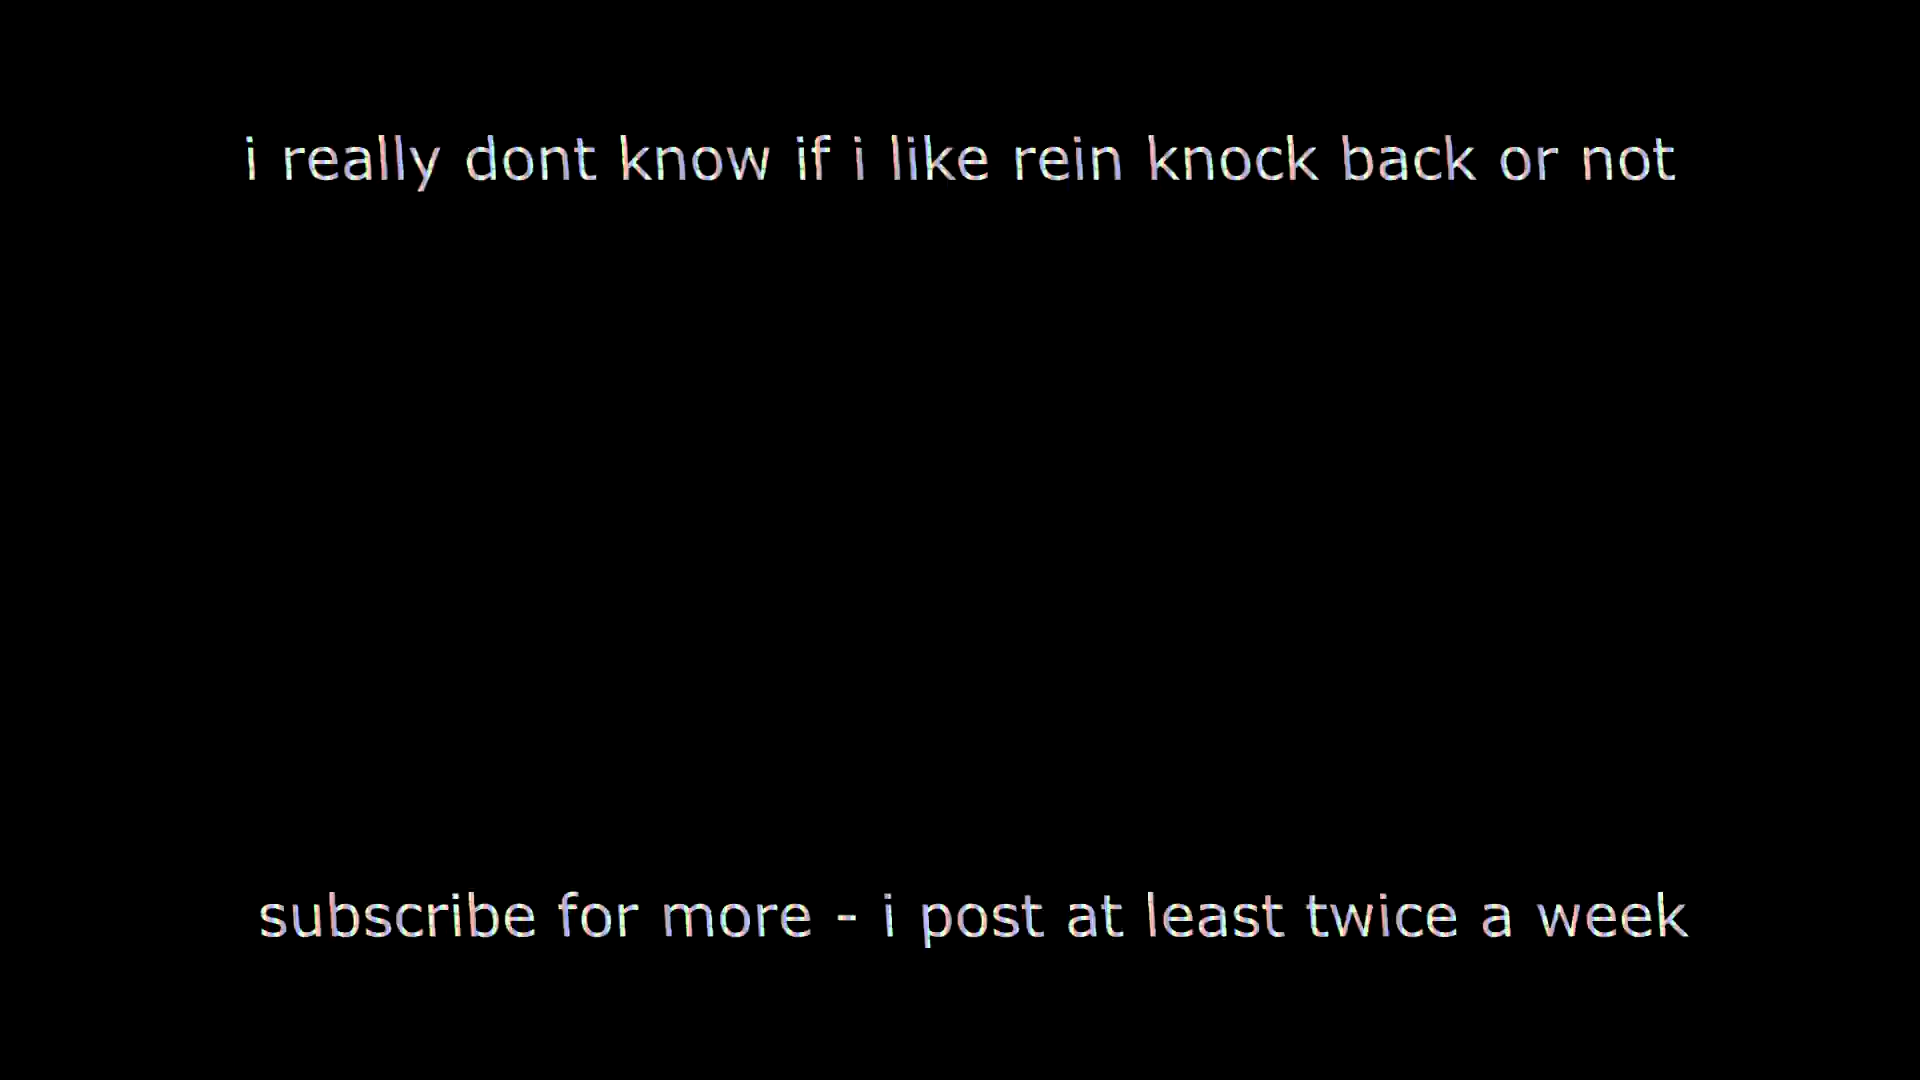 i really dont know if i like rein knock back or not
subscribe for more - i post at least twice a week